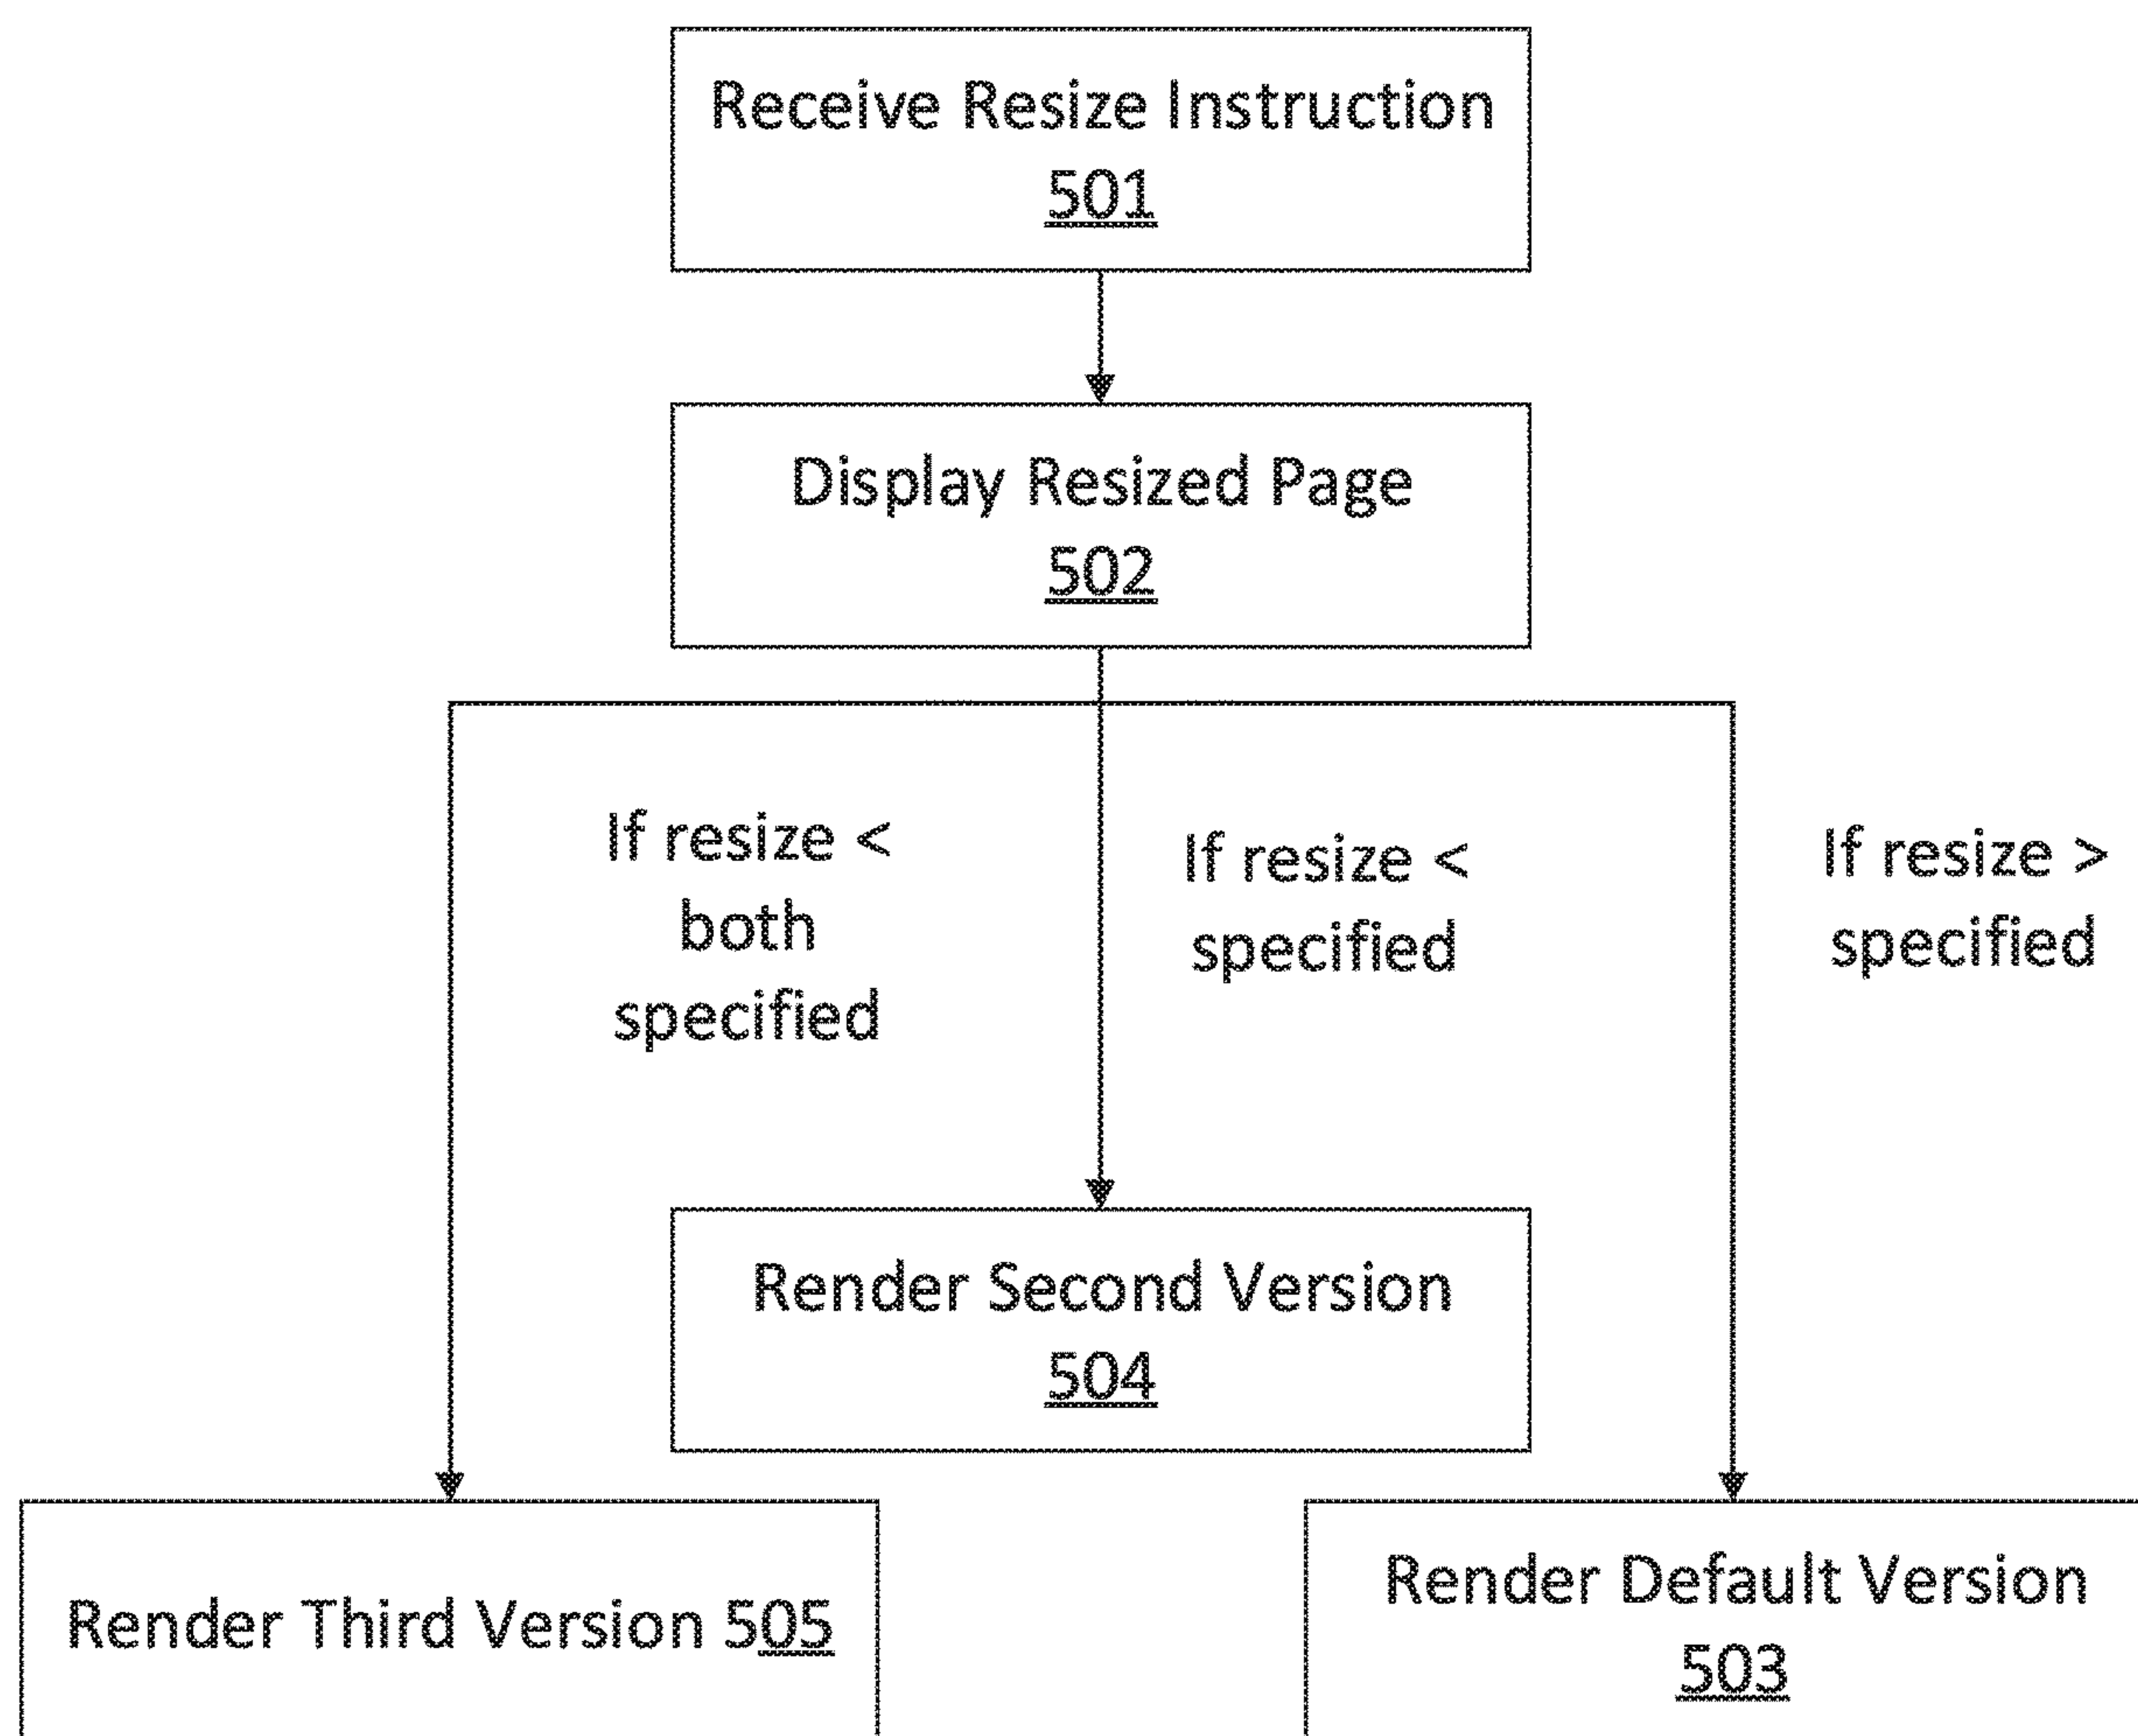 Receive Resize Instruction
501
Display Resized Page
502
If resize <
both
specified
If resize <
specified
If resize >
specified
Render Second Version
504
Render Third Version 505
Render Default Version
503